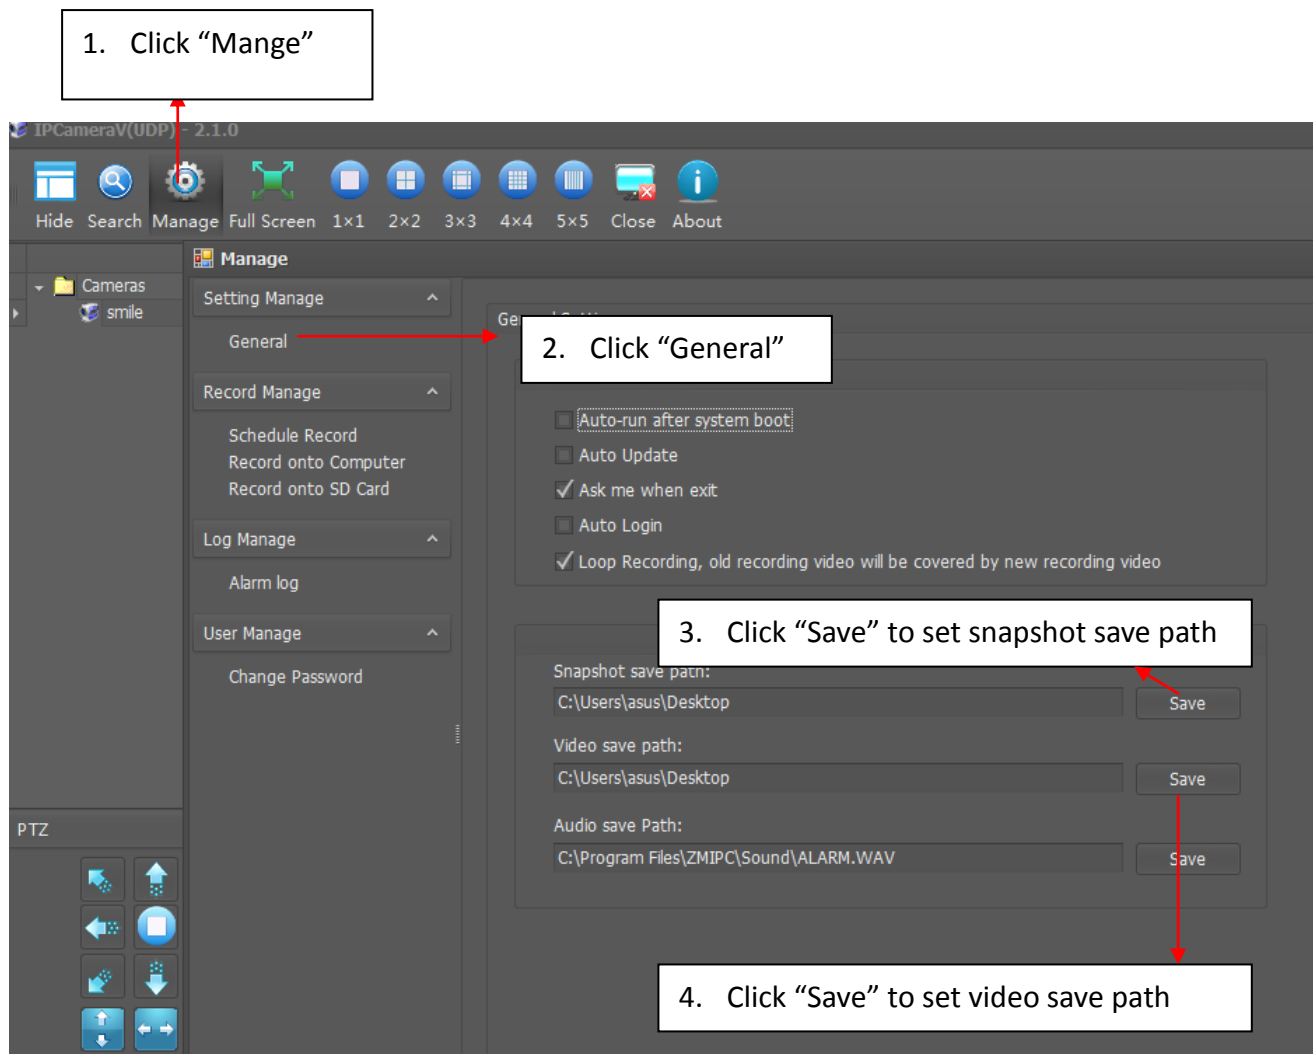 1. Click “Mange”
IPCameraV(UDP) - 2.1.0
Hide Search Manage Full Screen 1×1 2×2 3×3 4×4 5×5 Close About
Manage
Cameras
smile
Setting Manage
General
2. Click “General”
Record Manage
Schedule Record
Record onto Computer
Record onto SD Card
Log Manage
Alarm log
User Manage
Change Password
Auto-run after system boot
Auto Update
Ask me when exit
Auto Login
Loop Recording, old recording video will be covered by new recording video
3. Click “Save” to set snapshot save path
Snapshot save path:
C:\Users\asus\Desktop
Save
Video save path:
C:\Users\asus\Desktop
Save
Audio save Path:
C:\Program Files\ZMIPC\Sound\ALARM.WAV
Save
4. Click “Save” to set video save path
PTZ